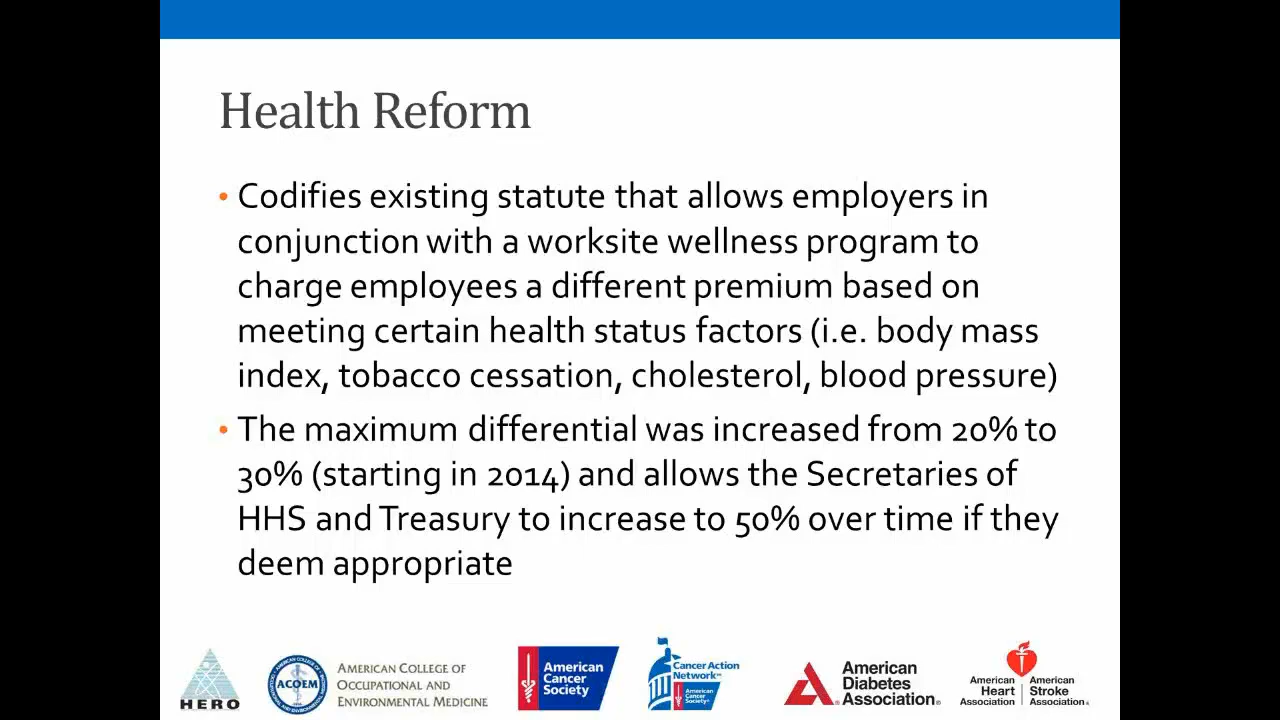 Health Reform
• Codifies existing statute that allows employers in
conjunction with a worksite wellness program to
charge employees a different premium based on
meeting certain health status factors (i.e. body mass
index, tobacco cessation, cholesterol, blood pressure)
• The maximum differential was increased from 20% to
30% (starting in 2014) and allows the Secretaries of
HHS and Treasury to increase to 50% over time if they
deem appropriate
HERO
ACOEM
AMERICAN COLLEGE OF
OCCUPATIONAL AND
ENVIRONMENTAL MEDICINE
American
Cancer
Society
Cancer Action
Network℠
American
Cancer
Society®
American
Diabetes
Association®
American
Heart
Association
American
Stroke
Association®